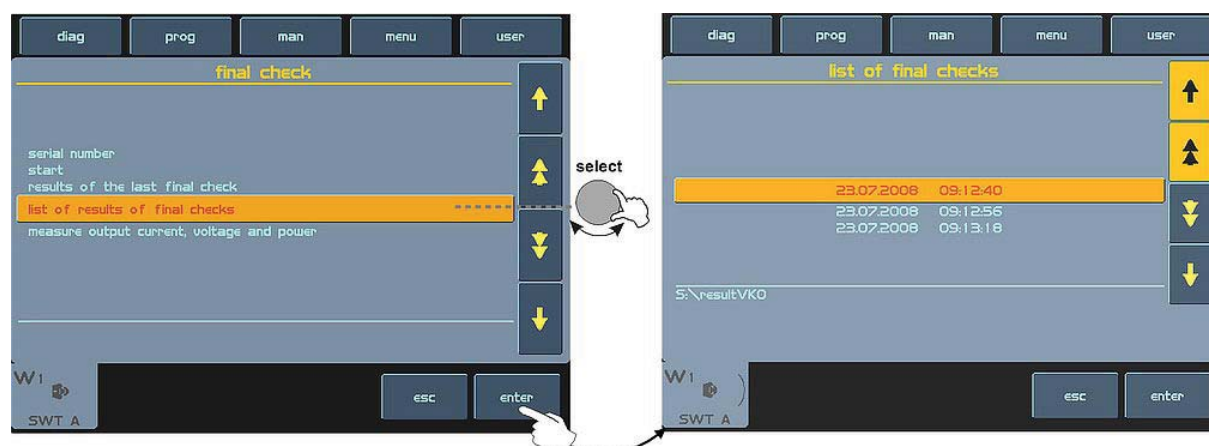 diag prog man menu user
final check
serial number
start
results of the last final check
list of results of final checks
measure output current, voltage and power
W1
SWT A
esc enter
select
diag prog man menu user
list of final checks
23.07.2008 09:12:40
23.07.2008 09:12:56
23.07.2008 09:13:18
S:\resultVKO
W1
SWT A
esc enter